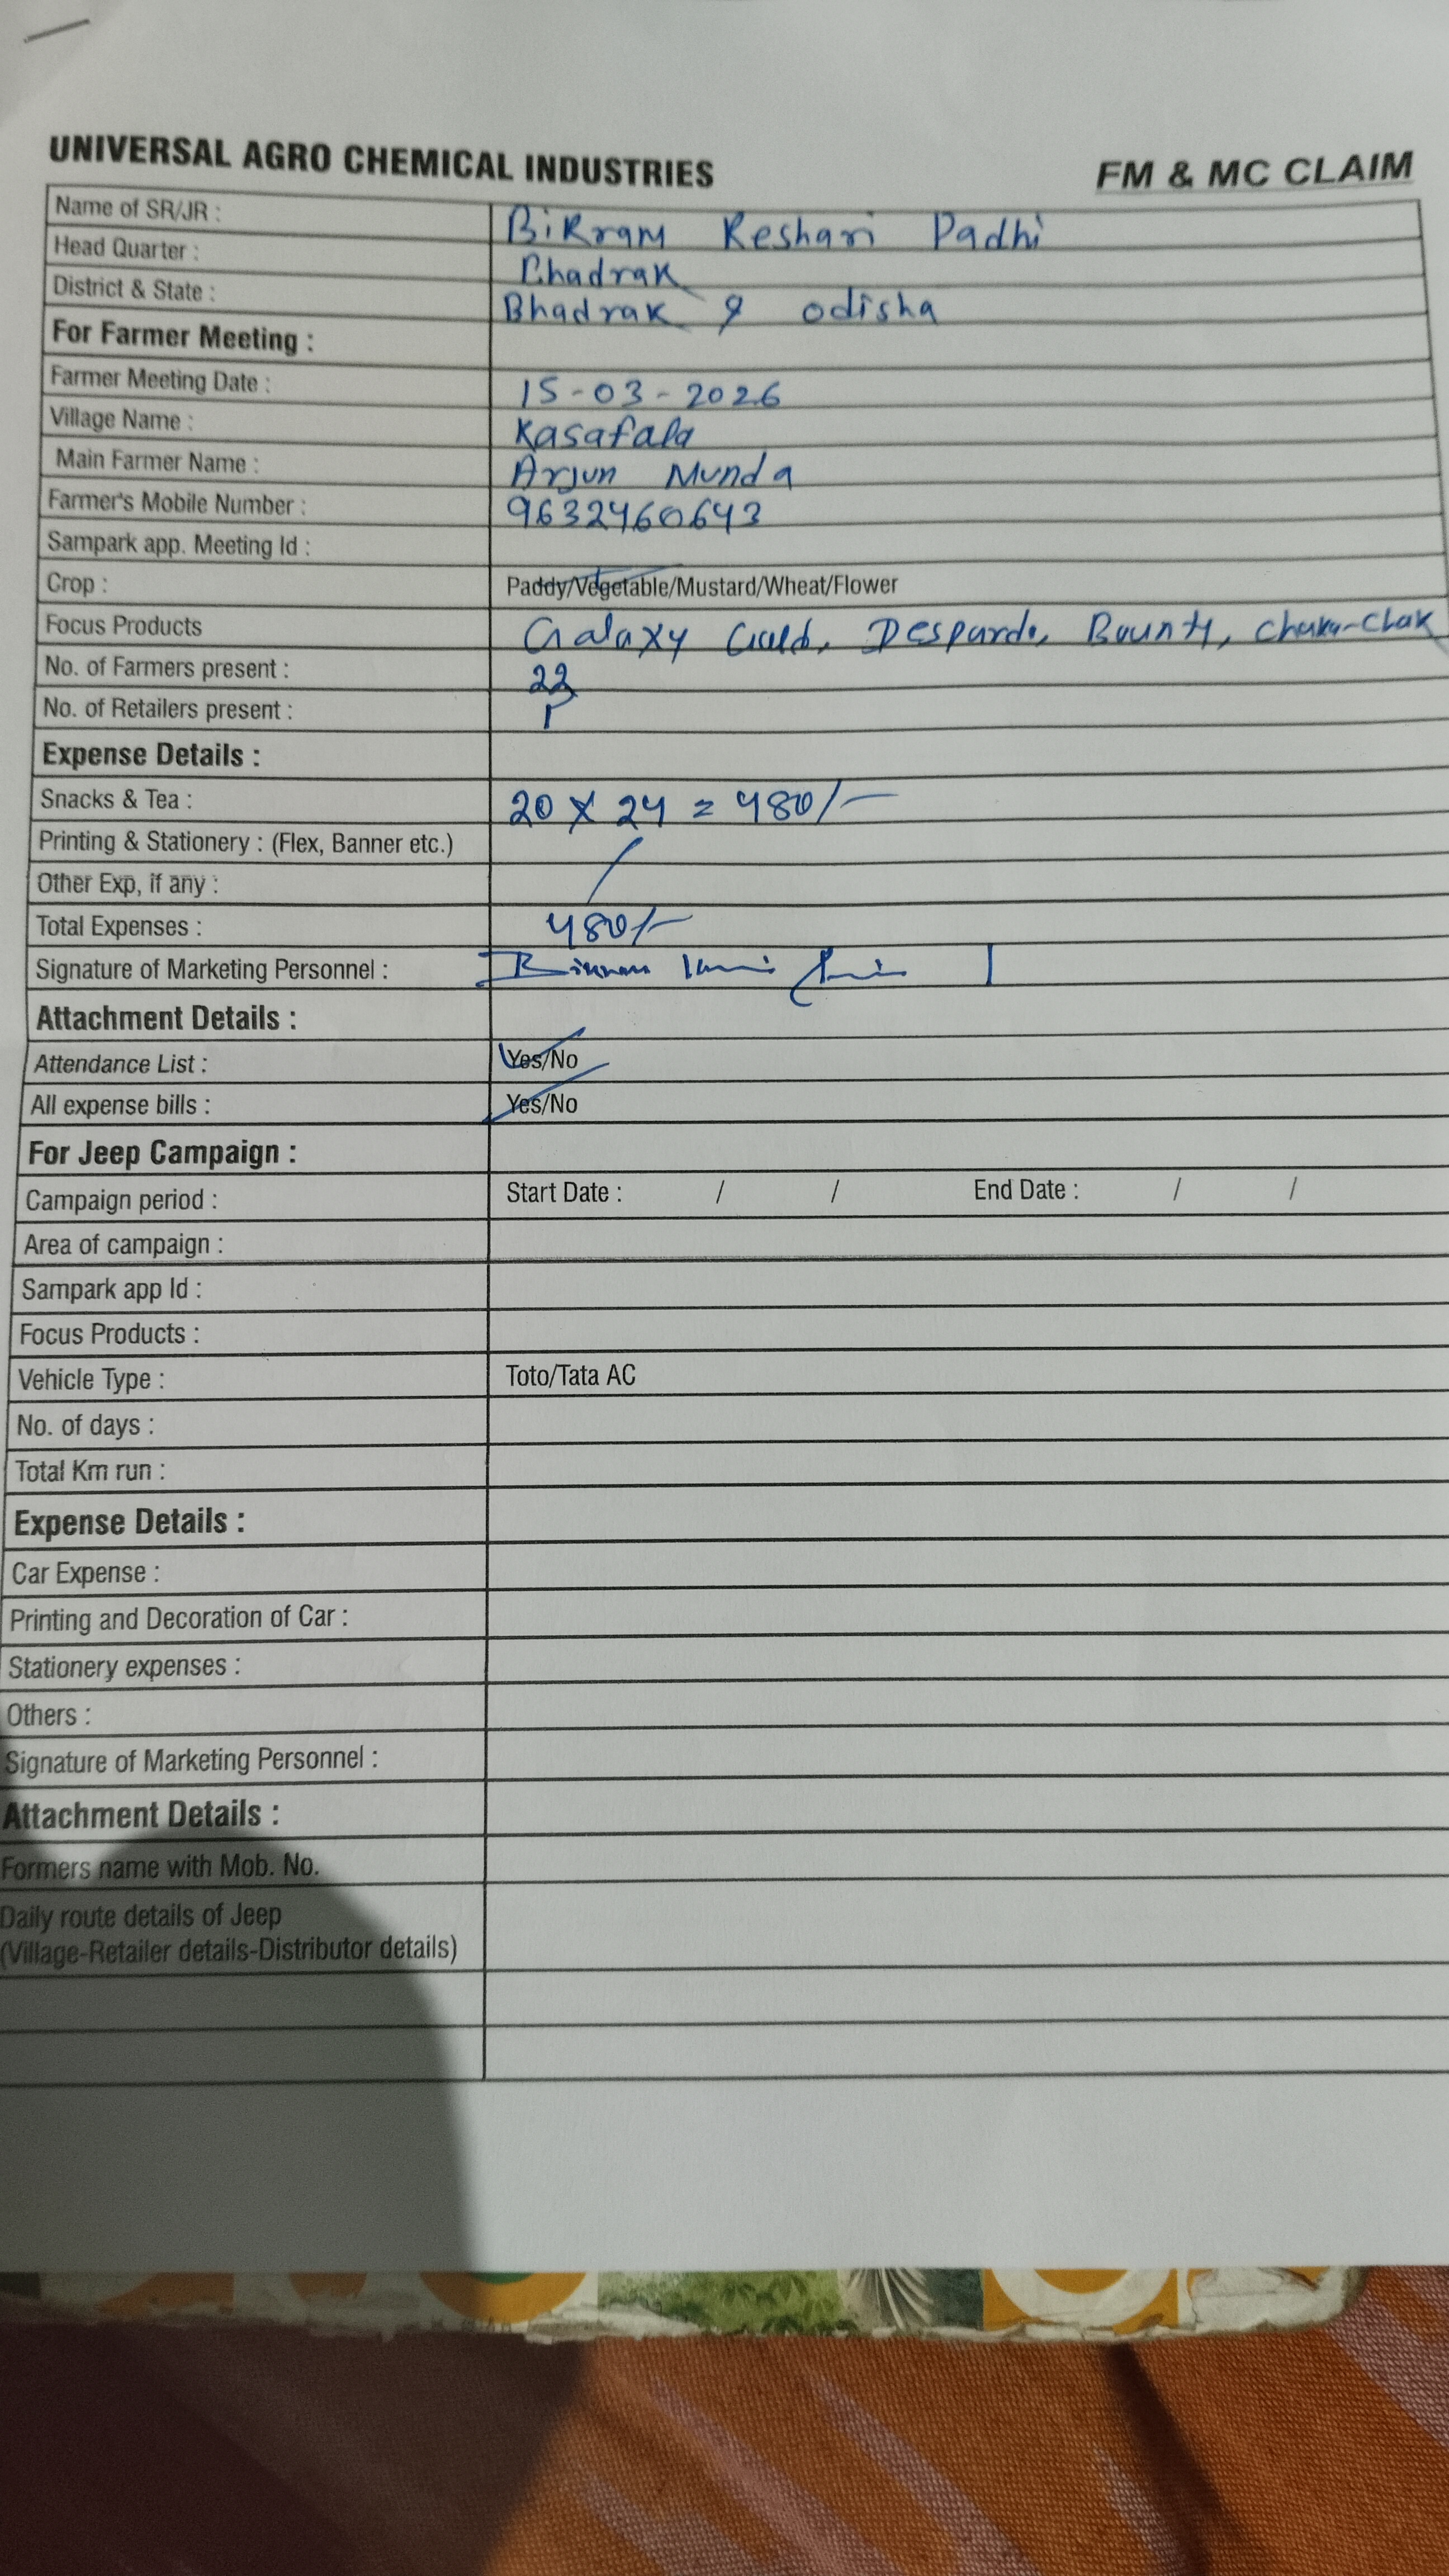 UNIVERSAL AGRO CHEMICAL INDUSTRIES FM & MC CLAIM
Name of SR/JR : BiKram Keshari Padhi
Head Quarter : Bhadrak
District & State : Bhadrak & odisha
For Farmer Meeting :
Farmer Meeting Date : 15-03-2026
Village Name : Kasafala
Main Farmer Name : Arjun Munda
Farmer's Mobile Number : 9632460643
Sampark app. Meeting Id :
Crop : Paddy/Vegetable/Mustard/Wheat/Flower
Focus Products Galaxy Gold, Desparado, Bounty, Chaka-Chak
No. of Farmers present : 22
No. of Retailers present : 1
Expense Details :
Snacks & Tea : 20 X 24 = 480/-
Printing & Stationery : (Flex, Banner etc.)
Other Exp, if any :
Total Expenses : 480/-
Signature of Marketing Personnel :
Attachment Details :
Attendance List : Yes/No
All expense bills : Yes/No
For Jeep Campaign :
Campaign period : Start Date : / / End Date : / /
Area of campaign :
Sampark app Id :
Focus Products :
Vehicle Type : Toto/Tata AC
No. of days :
Total Km run :
Expense Details :
Car Expense :
Printing and Decoration of Car :
Stationery expenses :
Others :
Signature of Marketing Personnel :
Attachment Details :
Formers name with Mob. No.
Daily route details of Jeep
(Village-Retailer details-Distributor details)